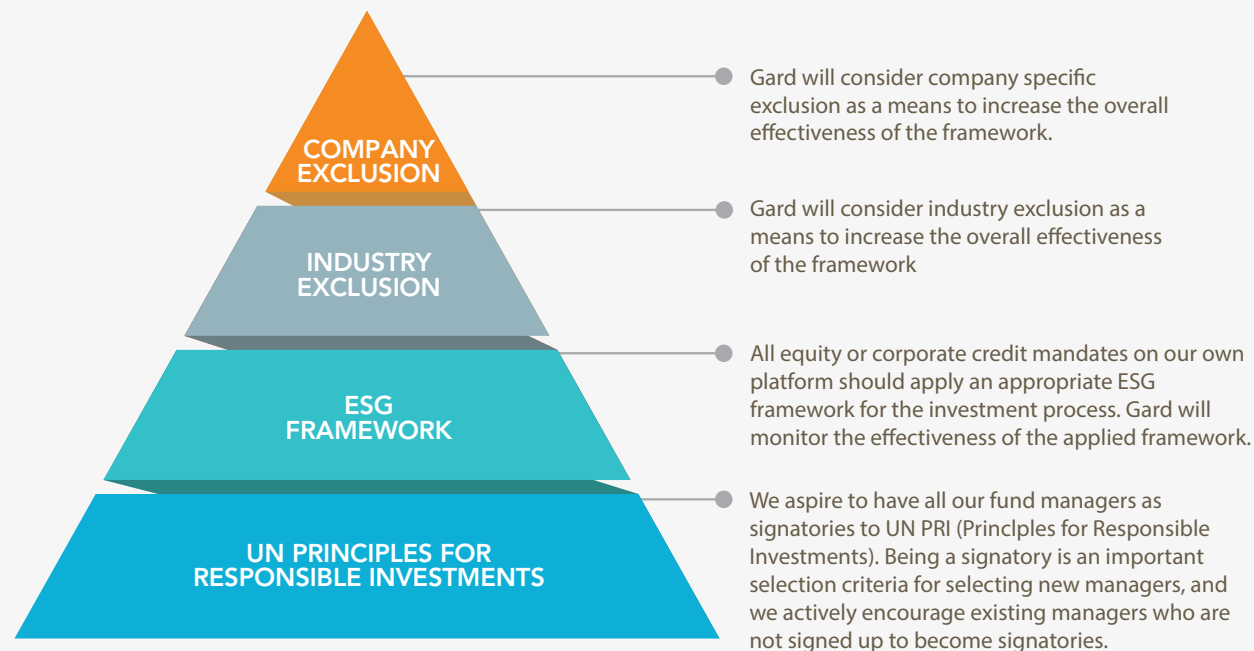 COMPANY
EXCLUSION
Gard will consider company specific
exclusion as a means to increase the overall
effectiveness of the framework.
INDUSTRY
EXCLUSION
Gard will consider industry exclusion as a
means to increase the overall effectiveness
of the framework
ESG
FRAMEWORK
All equity or corporate credit mandates on our own
platform should apply an appropriate ESG
framework for the investment process. Gard will
monitor the effectiveness of the applied framework.
UN PRINCIPLES FOR
RESPONSIBLE INVESTMENTS
We aspire to have all our fund managers as
signatories to UN PRI (Princlples for Responsible
Investments). Being a signatory is an important
selection criteria for selecting new managers, and
we actively encourage existing managers who are
not signed up to become signatories.